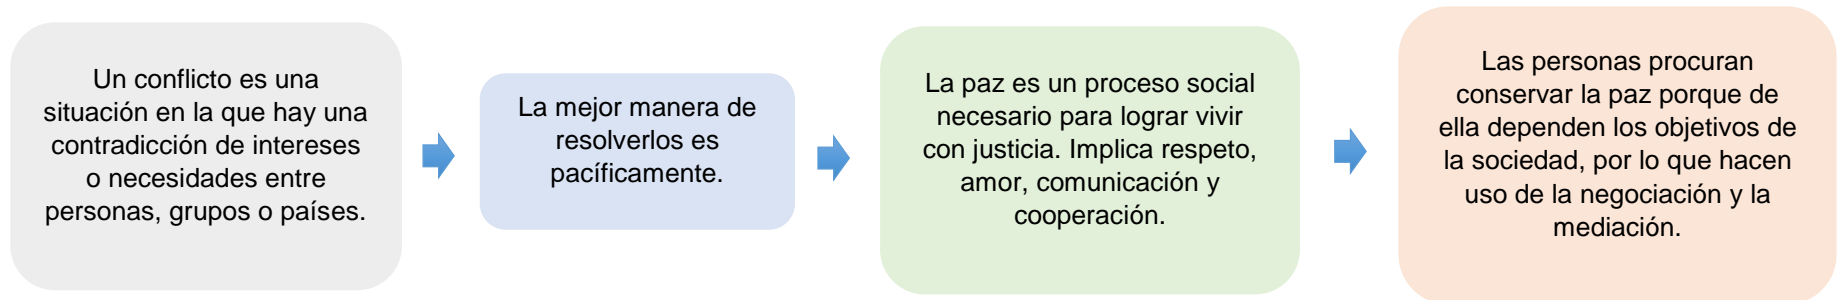 Un conflicto es una
situación en la que hay una
contradicción de intereses
o necesidades entre
personas, grupos o países.
La mejor manera de
resolverlos es
pacíficamente.
La paz es un proceso social
necesario para lograr vivir
con justicia. Implica respeto,
amor, comunicación y
cooperación.
Las personas procuran
conservar la paz porque de
ella dependen los objetivos de
la sociedad, por lo que hacen
uso de la negociación y la
mediación.